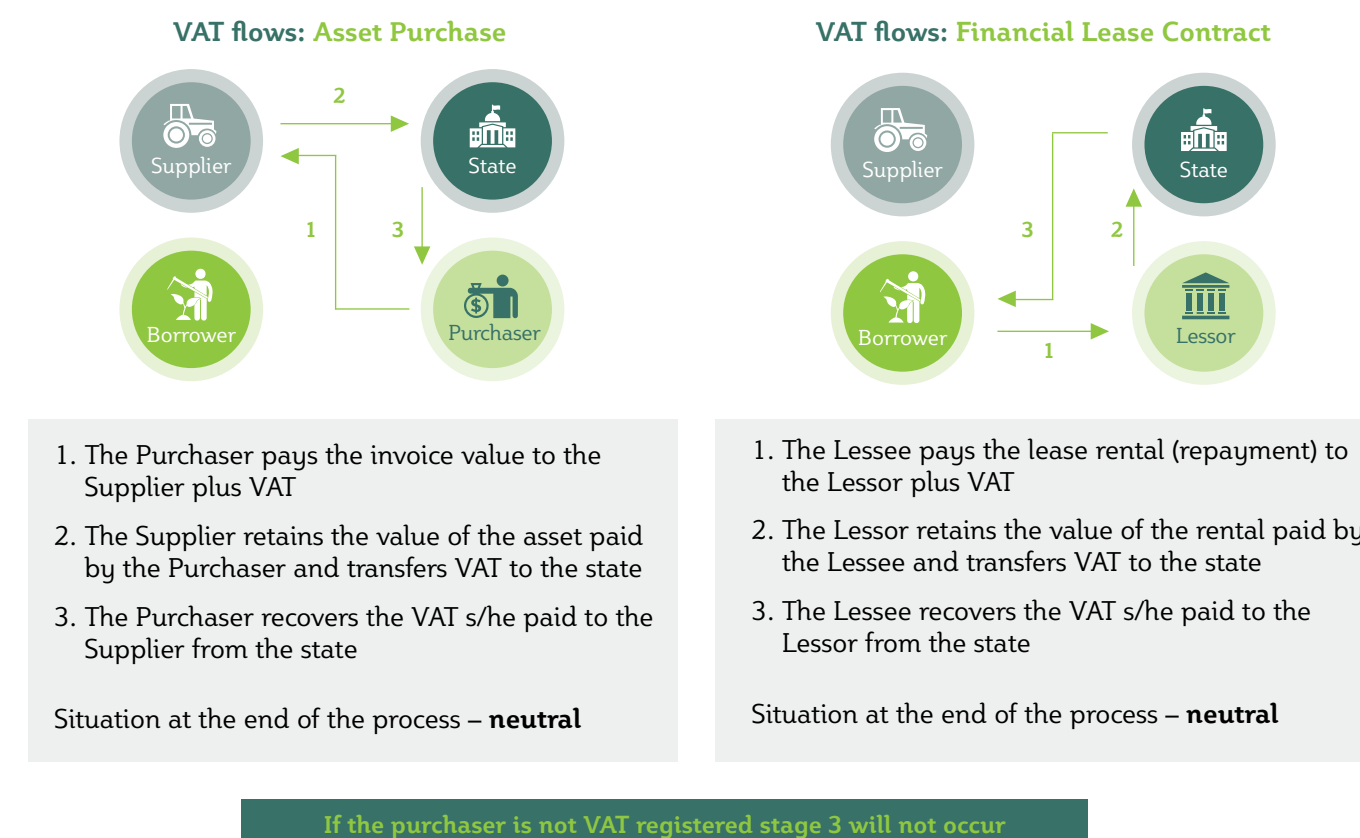 VAT flows: Asset Purchase
Supplier
2
State
1
3
Borrower
$
Purchaser
1. The Purchaser pays the invoice value to the
Supplier plus VAT
2. The Supplier retains the value of the asset paid
by the Purchaser and transfers VAT to the state
3. The Purchaser recovers the VAT s/he paid to the
Supplier from the state
Situation at the end of the process – neutral
VAT flows: Financial Lease Contract
Supplier
State
3
2
Borrower
1
Lessor
1. The Lessee pays the lease rental (repayment) to
the Lessor plus VAT
2. The Lessor retains the value of the rental paid by
the Lessee and transfers VAT to the state
3. The Lessee recovers the VAT s/he paid to the
Lessor from the state
Situation at the end of the process – neutral
If the purchaser is not VAT registered stage 3 will not occur